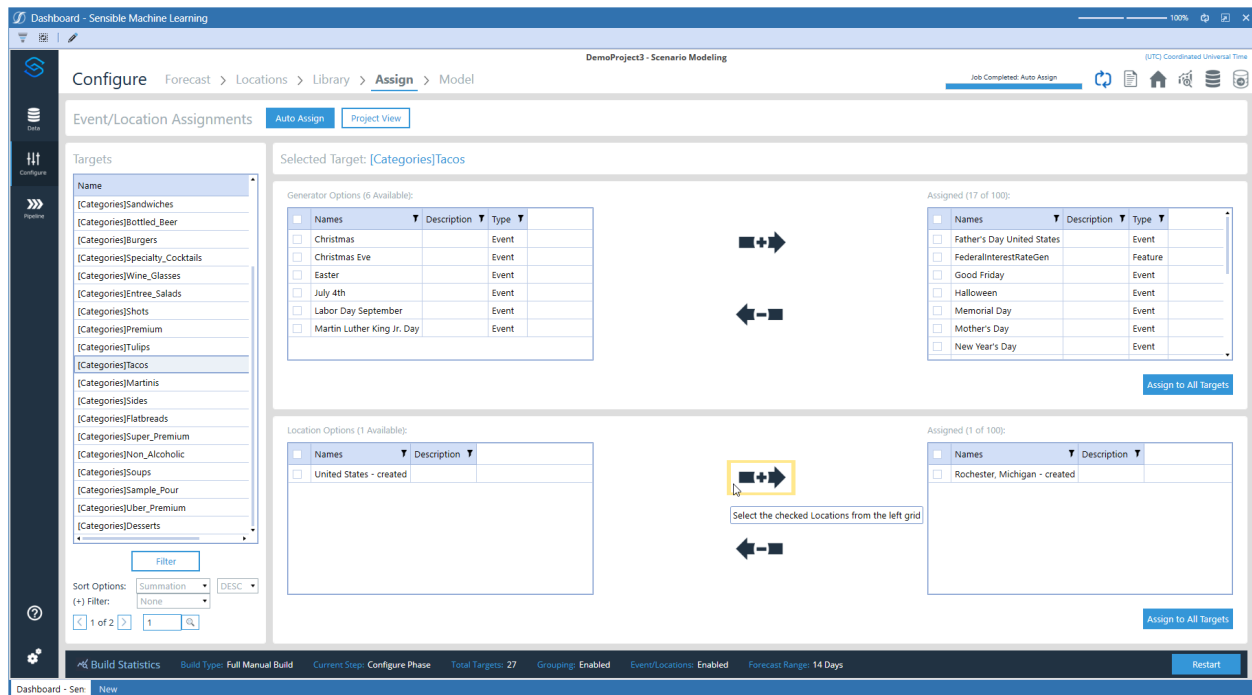 Dashboard - Sensible Machine Learning
100%
DemoProject3 - Scenario Modeling
(UTC) Coordinated Universal Time
Configure Forecast > Locations > Library > Assign > Model
Job Completed: Auto Assign
Data
Configure
Pipeline
Event/Location Assignments
Auto Assign
Project View
Targets
Name
[Categories]Sandwiches
[Categories]Bottled_Beer
[Categories]Burgers
[Categories]Specialty_Cocktails
[Categories]Wine_Glasses
[Categories]Entree_Salads
[Categories]Shots
[Categories]Premium
[Categories]Tulips
[Categories]Tacos
[Categories]Martinis
[Categories]Sides
[Categories]Flatbreads
[Categories]Super_Premium
[Categories]Non_Alcoholic
[Categories]Soups
[Categories]Sample_Pour
[Categories]Uber_Premium
[Categories]Desserts
Filter
Sort Options: Summation DESC
(+) Filter: None
< 1 of 2 > 1
Selected Target: [Categories]Tacos
Generator Options (6 Available):
Names Description Type
Christmas Event
Christmas Eve Event
Easter Event
July 4th Event
Labor Day September Event
Martin Luther King Jr. Day Event
Assigned (17 of 100):
Names Description Type
Father's Day United States Event
FederalInterestRateGen Feature
Good Friday Event
Halloween Event
Memorial Day Event
Mother's Day Event
New Year's Day Event
Assign to All Targets
Location Options (1 Available):
Names Description
United States - created
Select the checked Locations from the left grid
Assigned (1 of 100):
Names Description
Rochester, Michigan - created
Assign to All Targets
Build Statistics Build Type: Full Manual Build Current Step: Configure Phase Total Targets: 27 Grouping: Enabled Event/Locations: Enabled Forecast Range: 14 Days
Restart
Dashboard - Sen: New